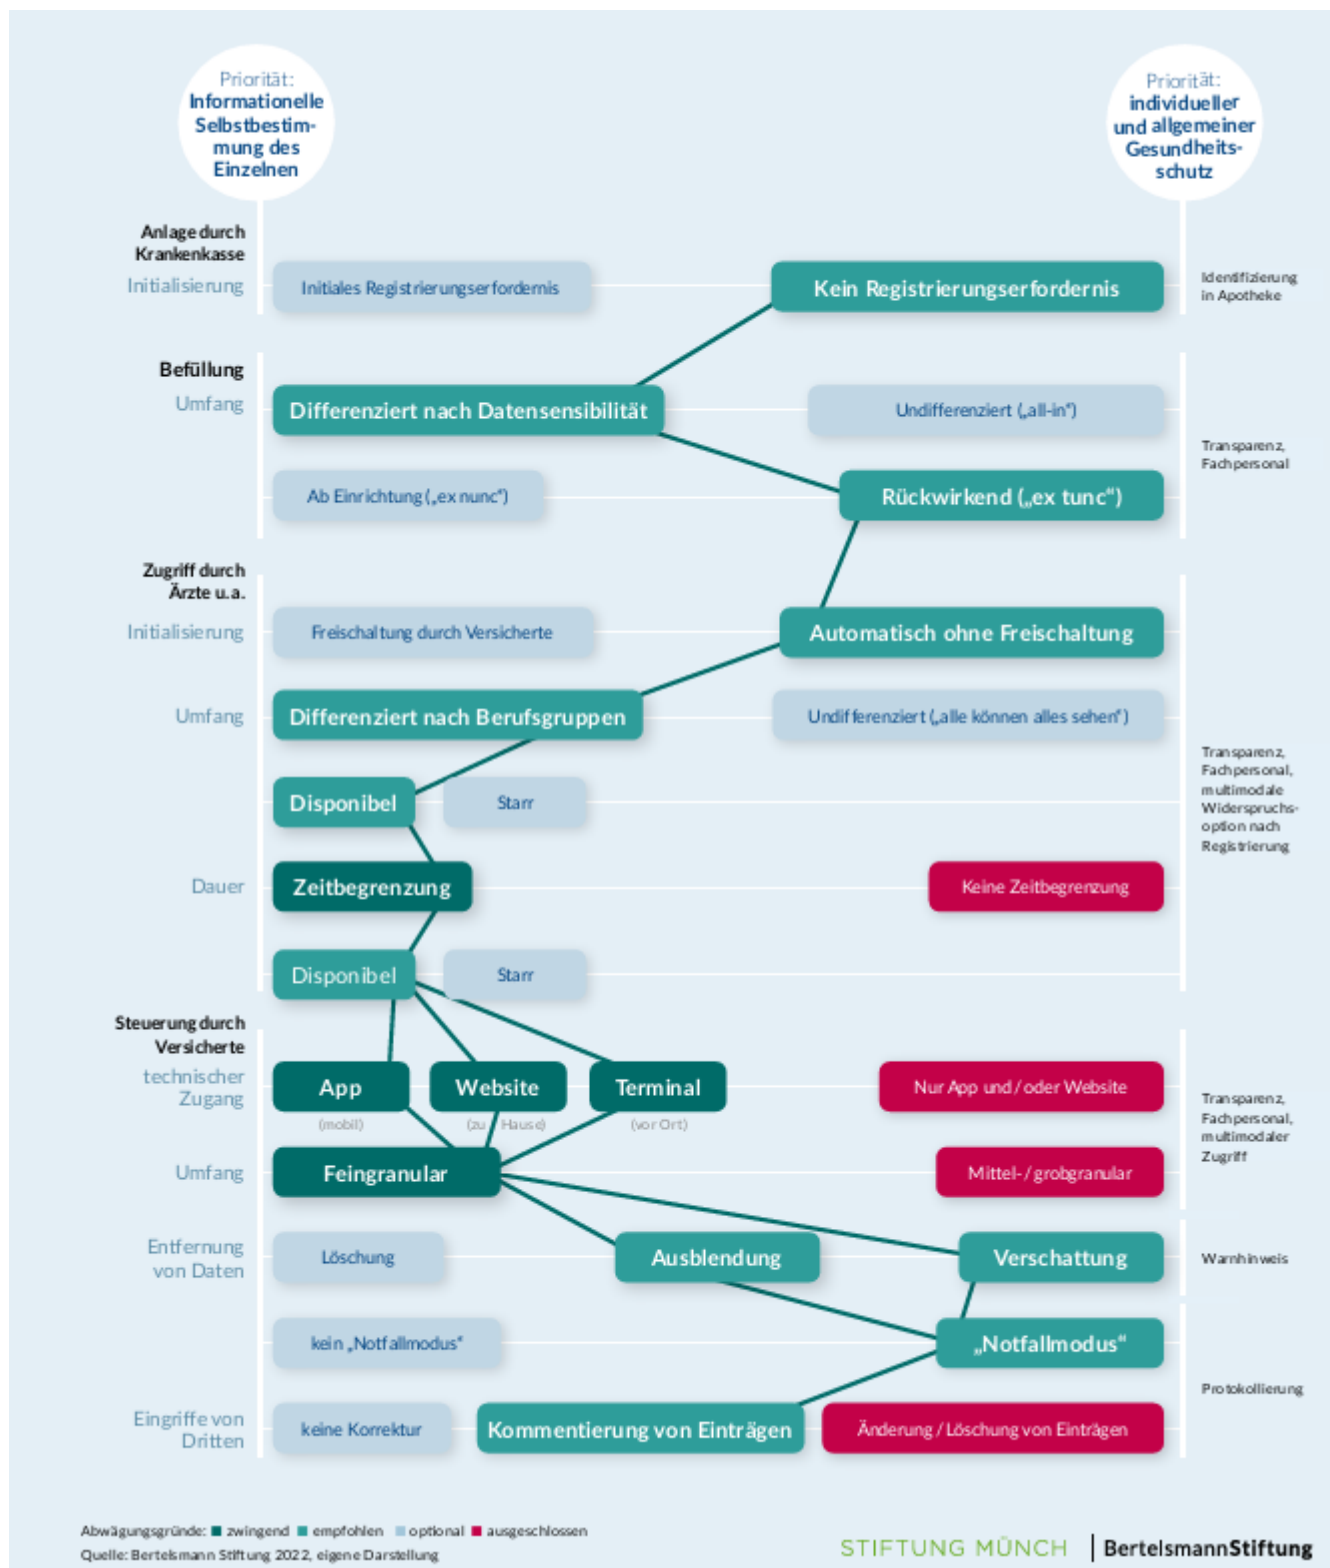 Priorität:
Informationelle
Selbstbestim-
mung des
Einzelnen
Priorität:
individueller
und allgemeiner
Gesundheits-
schutz
Anlage durch
Krankenkasse
Initialisierung
Initiales Registrierungserfordernis
Kein Registrierungserfordernis
Identifizierung
in Apotheke
Befüllung
Umfang
Differenziert nach Datensensibilität
Undifferenziert („all-in“)
Transparenz,
Fachpersonal
Ab Einrichtung („ex nunc“)
Rückwirkend („ex tunc“)
Zugriff durch
Ärzte u. a.
Initialisierung
Freischaltung durch Versicherte
Automatisch ohne Freischaltung
Umfang
Differenziert nach Berufsgruppen
Undifferenziert („alle können alles sehen“)
Transparenz,
Fachpersonal,
multimodale
Widerspruchs-
option nach
Registrierung
Disponibel
Starr
Dauer
Zeitbegrenzung
Keine Zeitbegrenzung
Disponibel
Starr
Steuerung durch
Versicherte
technischer
Zugang
App
Website
Terminal
Nur App und / oder Website
(mobil)
(zu Hause)
(vor Ort)
Transparenz,
Fachpersonal,
multimodaler
Zugriff
Umfang
Feingranular
Mittel- / grobgranular
Entfernung
von Daten
Löschung
Ausblendung
Verschattung
Warnhinweis
kein „Notfallmodus“
„Notfallmodus“
Protokollierung
Eingriffe von
Dritten
keine Korrektur
Kommentierung von Einträgen
Änderung / Löschung von Einträgen
Abwägungsgründe: zwingend empfohlen optional ausgeschlossen
Quelle: Bertelsmann Stiftung 2022, eigene Darstellung
STIFTUNG MÜNCH
BertelsmannStiftung